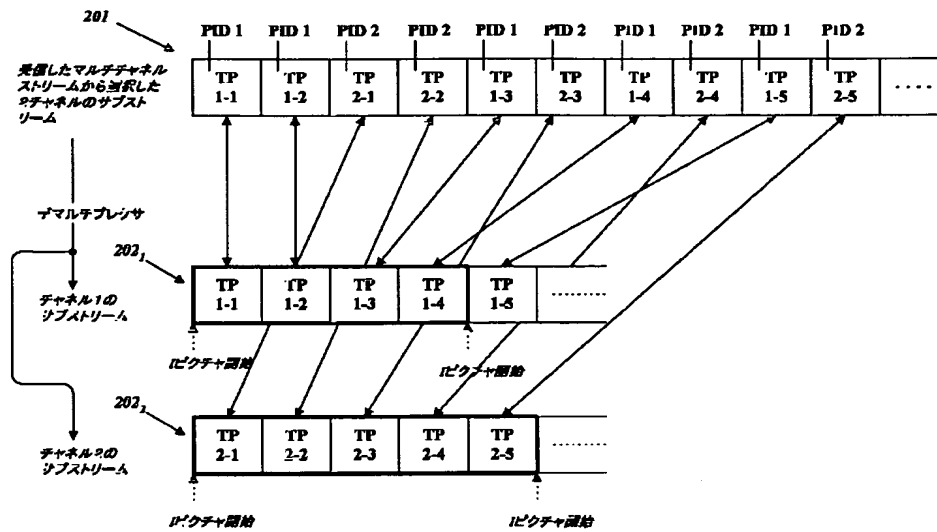 201
PID 1 PID 1 PID 2 PID 2 PID 1 PID 2 PID 1 PID 2 PID 1 PID 2
受信したマルチチャネル
ストリームから選択した
2チャネルのサブスト
リーム
TP TP TP TP TP TP TP TP TP TP
1-1 1-2 2-1 2-2 1-3 2-3 1-4 2-4 1-5 2-5 ....
デマルチプレクサ
202₁
TP TP TP TP TP
1-1 1-2 1-3 1-4 1-5 ........
チャネル1の
サブストリーム
Iピクチャ開始 Iピクチャ開始
202₂
TP TP TP TP TP
2-1 2-2 2-3 2-4 2-5 ........
チャネル2の
サブストリーム
Iピクチャ開始 Iピクチャ開始